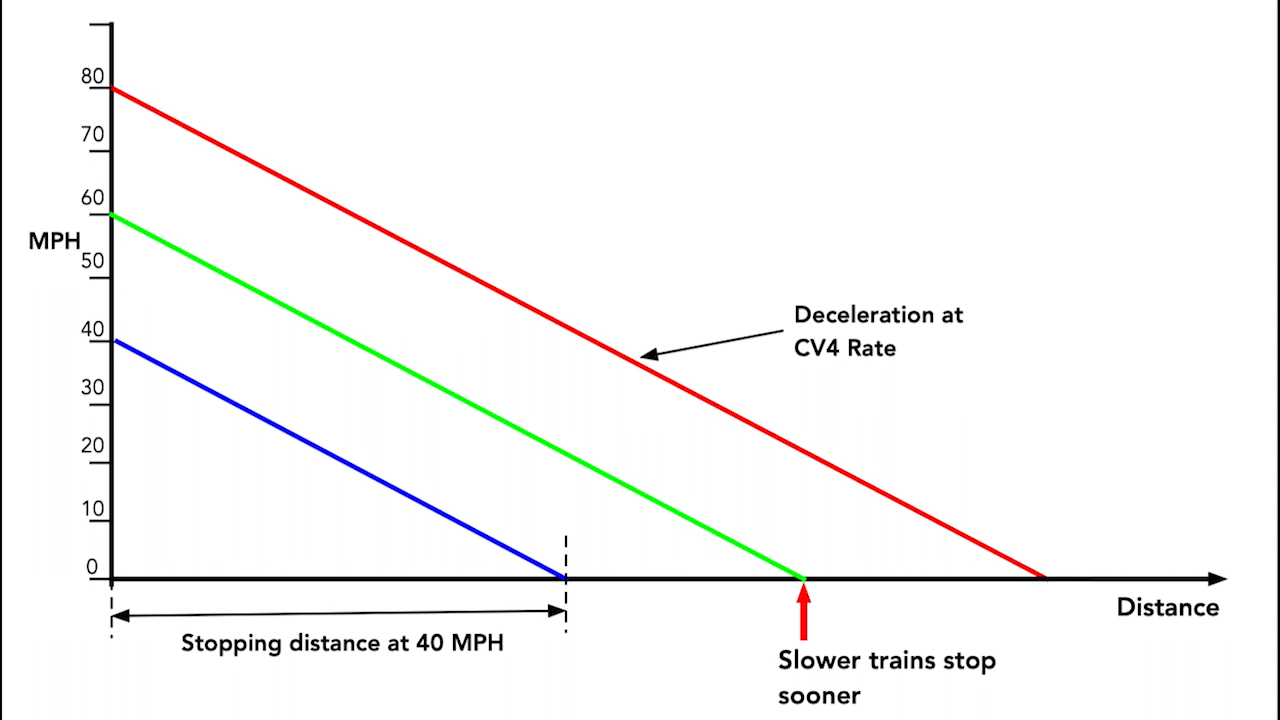 80
70
60
MPH
50
Deceleration at
CV4 Rate
40
30
20
10
0
Distance
Stopping distance at 40 MPH
Slower trains stop
sooner